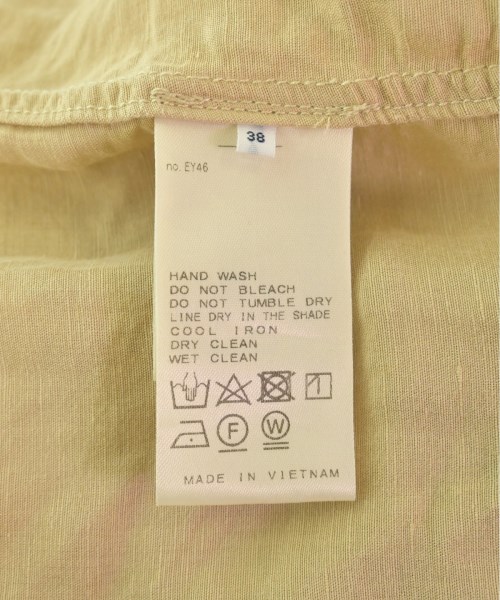 38
no. EY46
HAND WASH
DO NOT BLEACH
DO NOT TUMBLE DRY
LINE DRY IN THE SHADE
COOL IRON
DRY CLEAN
WET CLEAN
F W
MADE IN VIETNAM